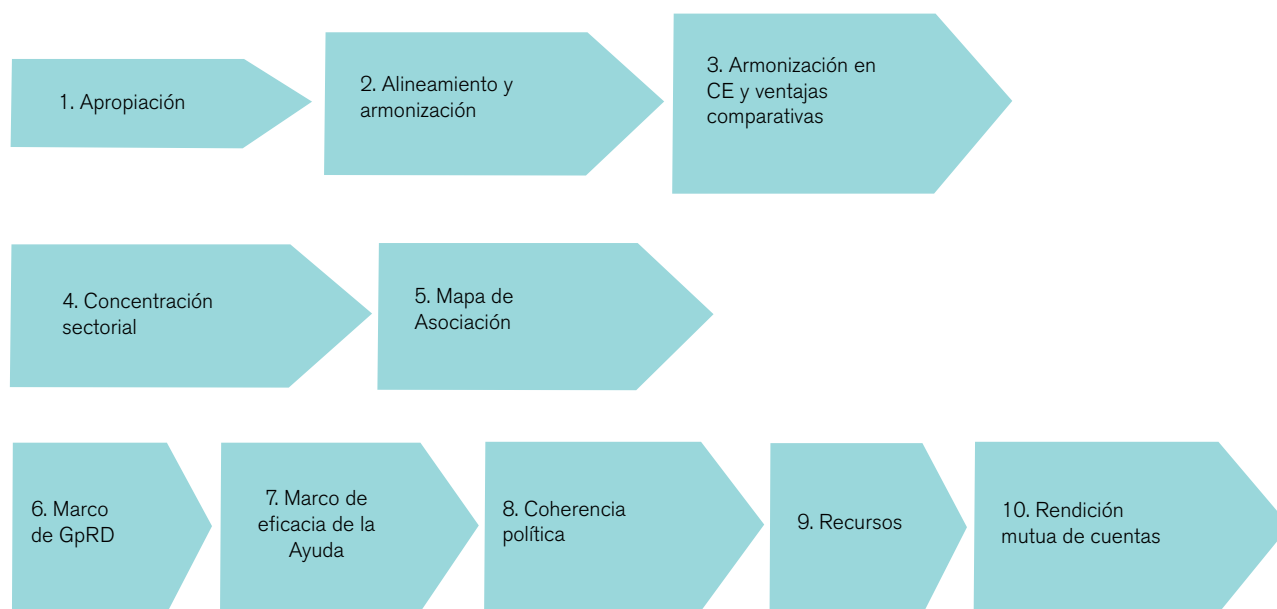 1. Apropiación
2. Alineamiento y
armonización
3. Armonización en
CE y ventajas
comparativas
4. Concentración
sectorial
5. Mapa de
Asociación
6. Marco
de GpRD
7. Marco de
eficacia de la
Ayuda
8. Coherencia
política
9. Recursos
10. Rendición
mutua de cuentas